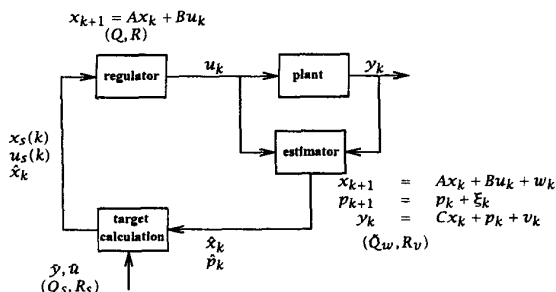 x_{k+1} = Ax_k + Bu_k
(Q, R)
regulator
u_k
plant
y_k
estimator
x_s(k)
u_s(k)
x̂_k
x_{k+1} = Ax_k + Bu_k + w_k
p_{k+1} = p_k + ξ_k
y_k = Cx_k + p_k + v_k
(Q̃_w, R_v)
target
calculation
x̂_k
p̂_k
ȳ, ū
(Q_s, R_s)